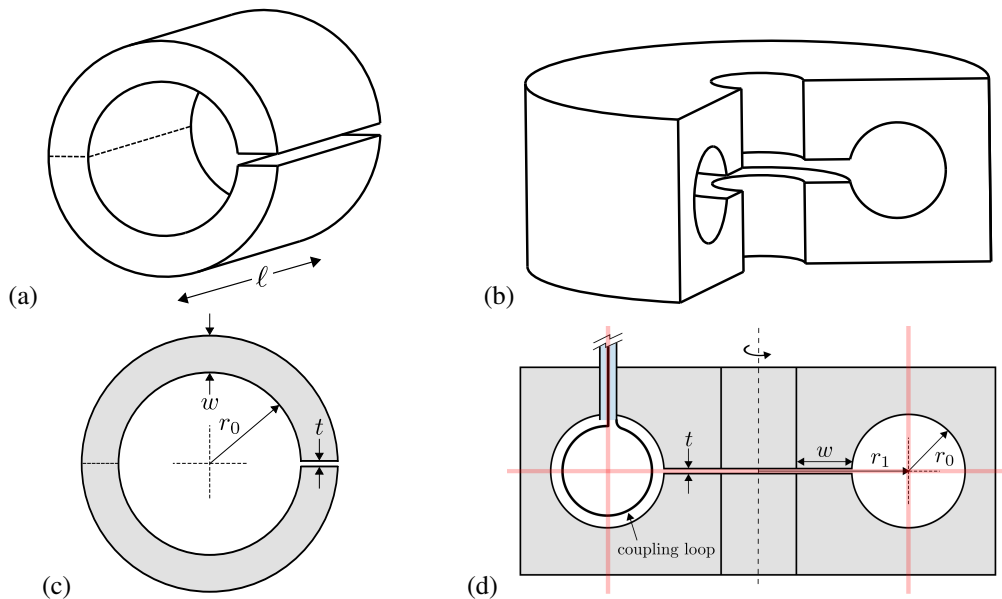 ℓ
(a)
(b)
w
r₀
t
t
w
r₁
r₀
coupling loop
(c)
(d)